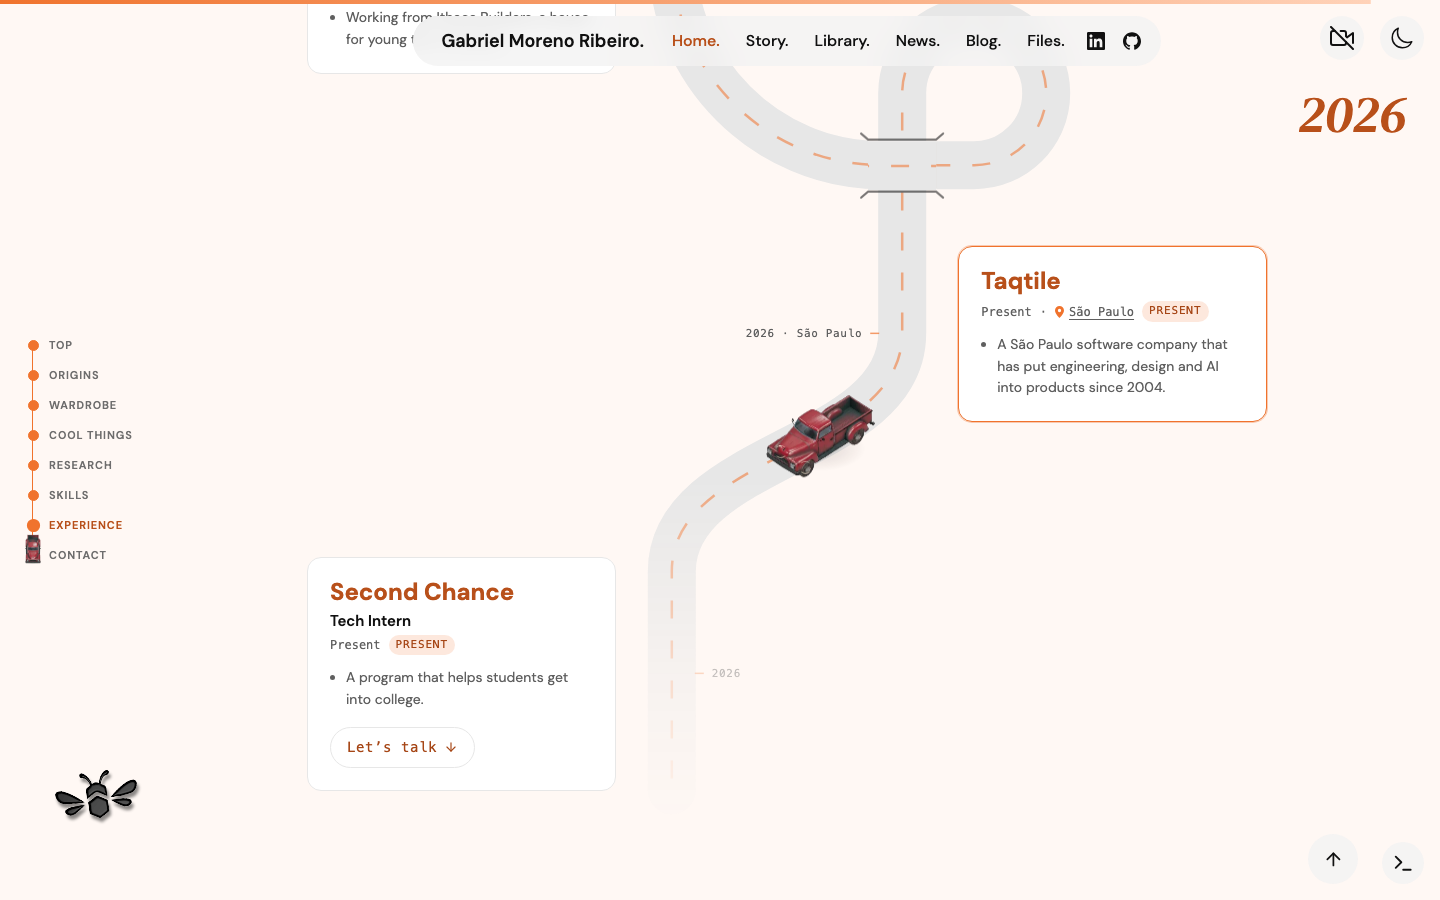 Working from Ithaca Builders, a house
for young
Gabriel Moreno Ribeiro.
Home.
Story.
Library.
News.
Blog.
Files.
2026
Taqtile
Present · São Paulo PRESENT
A São Paulo software company that
has put engineering, design and AI
into products since 2004.
2026 · São Paulo
TOP
ORIGINS
WARDROBE
COOL THINGS
RESEARCH
SKILLS
EXPERIENCE
CONTACT
Second Chance
Tech Intern
Present PRESENT
A program that helps students get
into college.
Let’s talk ↓
2026